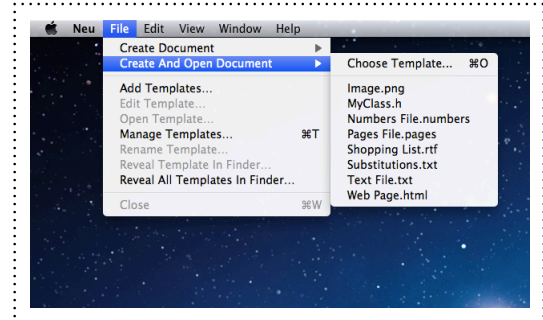 Neu File Edit View Window Help
Create Document
Create And Open Document
Add Templates...
Edit Template...
Open Template...
Manage Templates... ⌘T
Rename Template...
Reveal Template In Finder...
Reveal All Templates In Finder...
Close ⌘W
Choose Template... ⌘O
Image.png
MyClass.h
Numbers File.numbers
Pages File.pages
Shopping List.rtf
Substitutions.txt
Text File.txt
Web Page.html